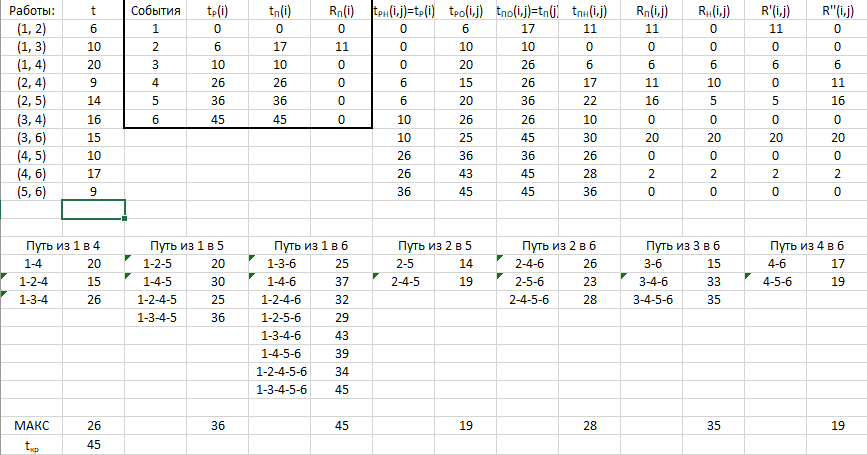 Работы: t События tР(i) tП(i) RП(i) tРН(i,j)=tР(i) tРО(i,j) tПО(i,j)=tП(j) tПН(i,j) RП(i,j) RН(i,j) R'(i,j) R''(i,j)
(1, 2) 6 1 0 0 0 0 6 17 11 11 0 11 0
(1, 3) 10 2 6 17 11 0 10 10 0 0 0 0 0
(1, 4) 20 3 10 10 0 0 20 26 6 6 6 6 6
(2, 4) 9 4 26 26 0 6 15 26 17 11 10 0 11
(2, 5) 14 5 36 36 0 6 20 36 22 16 5 5 16
(3, 4) 16 6 45 45 0 10 26 26 10 0 0 0 0
(3, 6) 15 10 25 45 30 20 20 20 20
(4, 5) 10 26 36 36 26 0 0 0 0
(4, 6) 17 26 43 45 28 2 2 2 2
(5, 6) 9 36 45 45 36 0 0 0 0
Путь из 1 в 4 Путь из 1 в 5 Путь из 1 в 6 Путь из 2 в 5 Путь из 2 в 6 Путь из 3 в 6 Путь из 4 в 6
1-4 20 1-2-5 20 1-3-6 25 2-5 14 2-4-6 26 3-6 15 4-6 17
1-2-4 15 1-4-5 30 1-4-6 37 2-4-5 19 2-5-6 23 3-4-6 33 4-5-6 19
1-3-4 26 1-2-4-5 25 1-2-4-6 32 2-4-5-6 28 3-4-5-6 35
1-3-4-5 36 1-2-5-6 29
1-3-4-6 43
1-4-5-6 39
1-2-4-5-6 34
1-3-4-5-6 45
МАКС 26 36 45 19 28 35 19
tкр 45